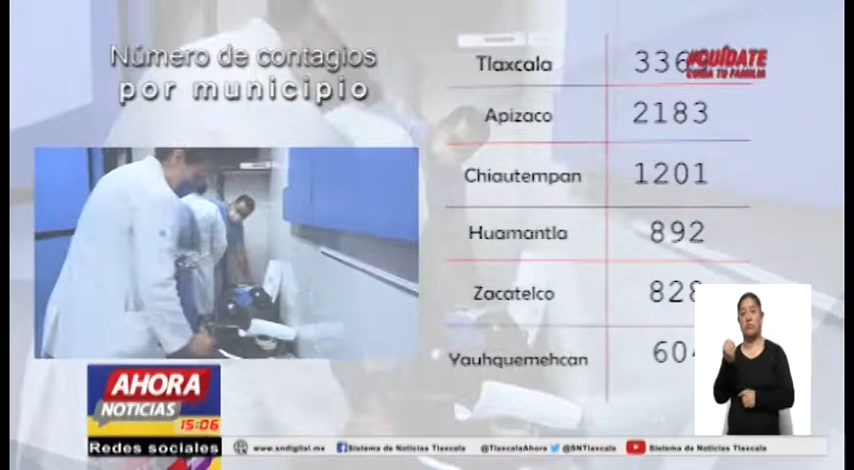 Número de contagios
por municipio
Tlaxcala
#CUÍDATE
CUIDA TU FAMILIA
Apizaco 2183
Chiautempan 1201
Huamantla 892
Zacatelco 828
Yauhquemehcan
AHORA
NOTICIAS
15:06
Redes sociales
www.sndigital.mx Sistema de Noticias Tlaxcala @TlaxcalaAhora @SNTlaxcala Sistema de Noticias Tlaxcala